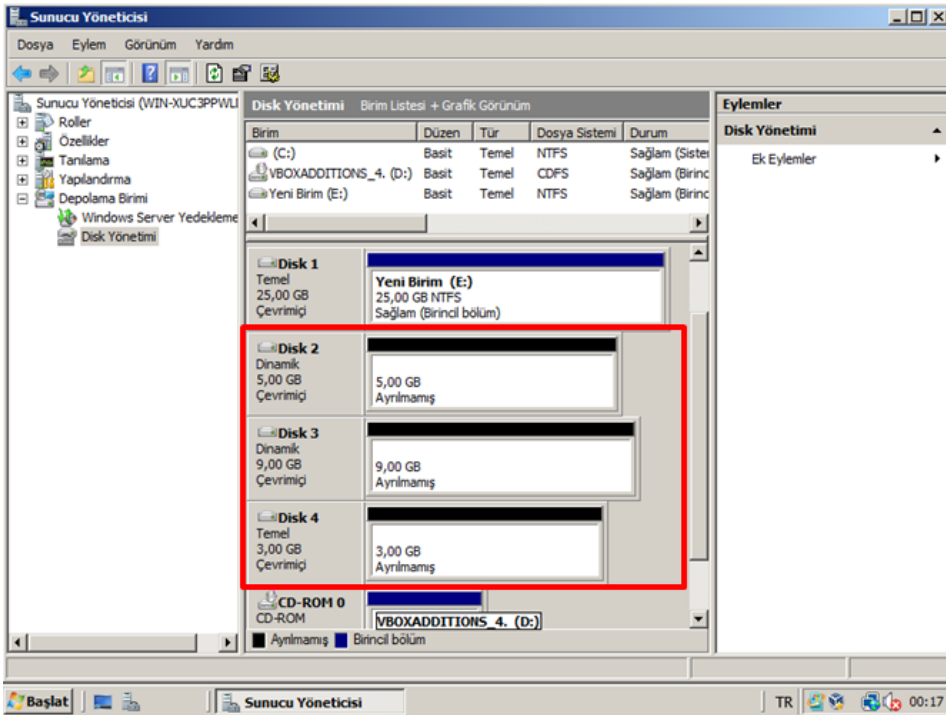 Sunucu Yöneticisi
Dosya Eylem Görünüm Yardım
Sunucu Yöneticisi (WIN-XUC3PPWLI
Roller
Özellikler
Tanılama
Yapılandırma
Depolama Birimi
Windows Server Yedekleme
Disk Yönetimi
Disk Yönetimi Birim Listesi + Grafik Görünüm
Birim Düzen Tür Dosya Sistemi Durum
(C:) Basit Temel NTFS Sağlam (Sister
VBOXADDITIONS_4. (D:) Basit Temel CDFS Sağlam (Birinc
Yeni Birim (E:) Basit Temel NTFS Sağlam (Birinc
Disk 1
Temel
25,00 GB
Çevrimiçi
Yeni Birim (E:)
25,00 GB NTFS
Sağlam (Birincil bölüm)
Disk 2
Dinamik
5,00 GB
Çevrimiçi
5,00 GB
Ayrılmamış
Disk 3
Dinamik
9,00 GB
Çevrimiçi
9,00 GB
Ayrılmamış
Disk 4
Temel
3,00 GB
Çevrimiçi
3,00 GB
Ayrılmamış
CD-ROM 0
CD-ROM
VBOXADDITIONS_4. (D:)
Ayrılmamış Birincil bölüm
Eylemler
Disk Yönetimi
Ek Eylemler
Başlat
Sunucu Yöneticisi
TR
00:17